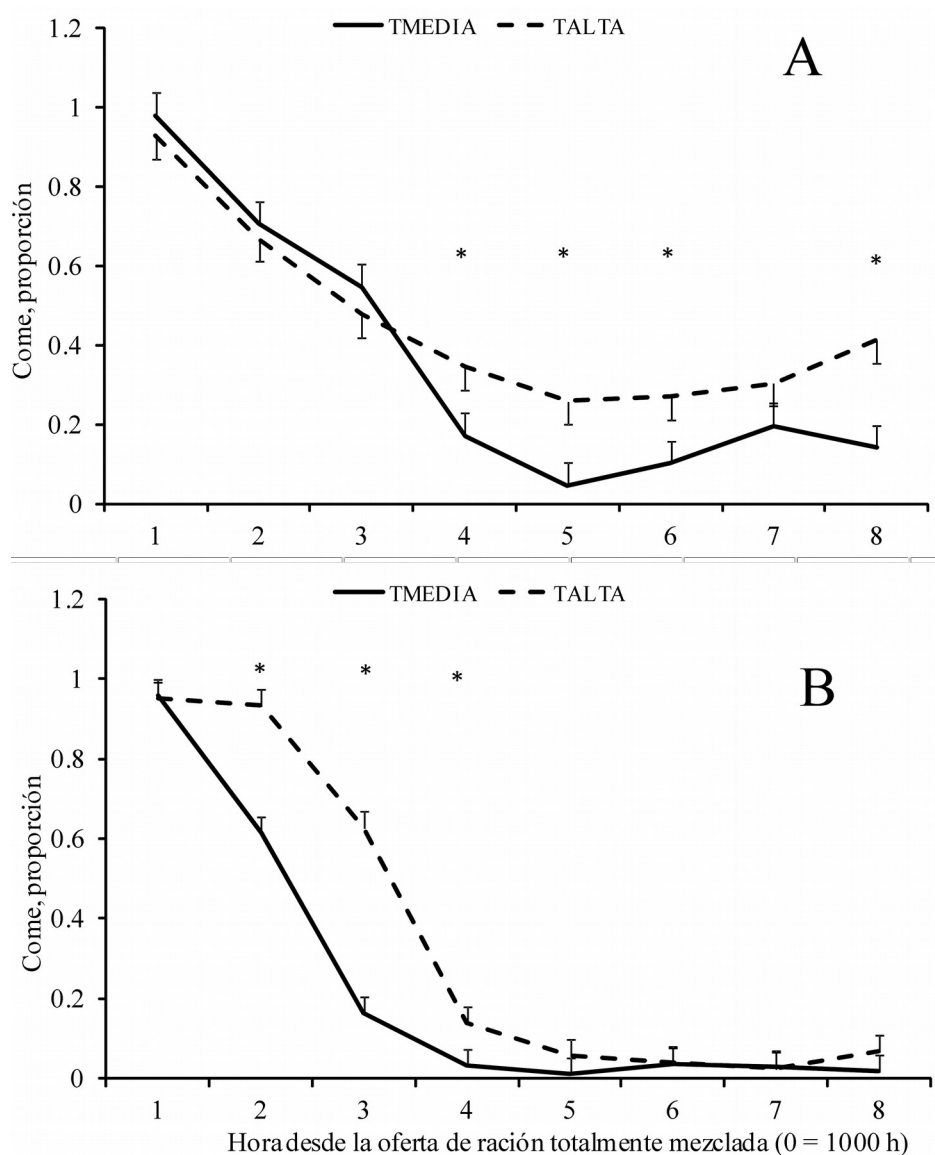 1.2
TMEDIA TALTA
A
1
0.8
0.6
* * * *
0.4
0.2
0
Come, proporción
1 2 3 4 5 6 7 8
1.2
TMEDIA TALTA
* * *
B
1
0.8
0.6
0.4
0.2
0
Come, proporción
1 2 3 4 5 6 7 8
Hora desde la oferta de ración totalmente mezclada (0 = 1000 h)